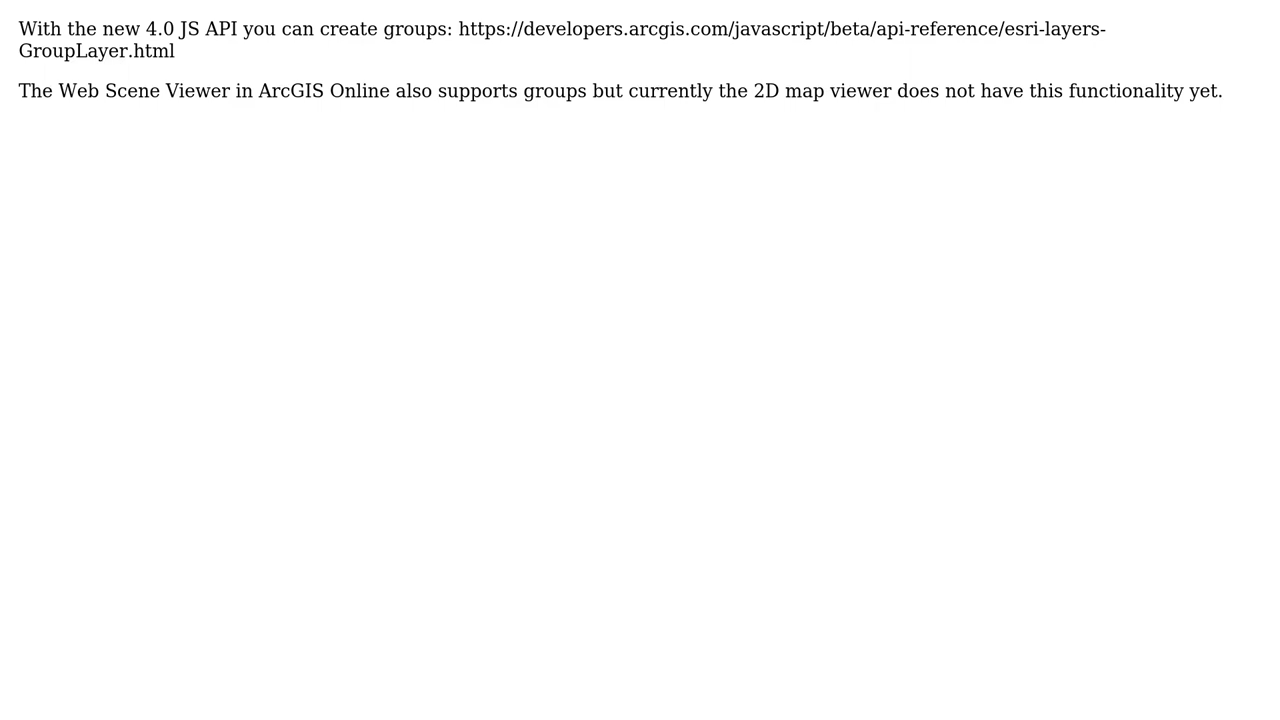 With the new 4.0 JS API you can create groups: https://developers.arcgis.com/javascript/beta/api-reference/esri-layers-
GroupLayer.html
The Web Scene Viewer in ArcGIS Online also supports groups but currently the 2D map viewer does not have this functionality yet.